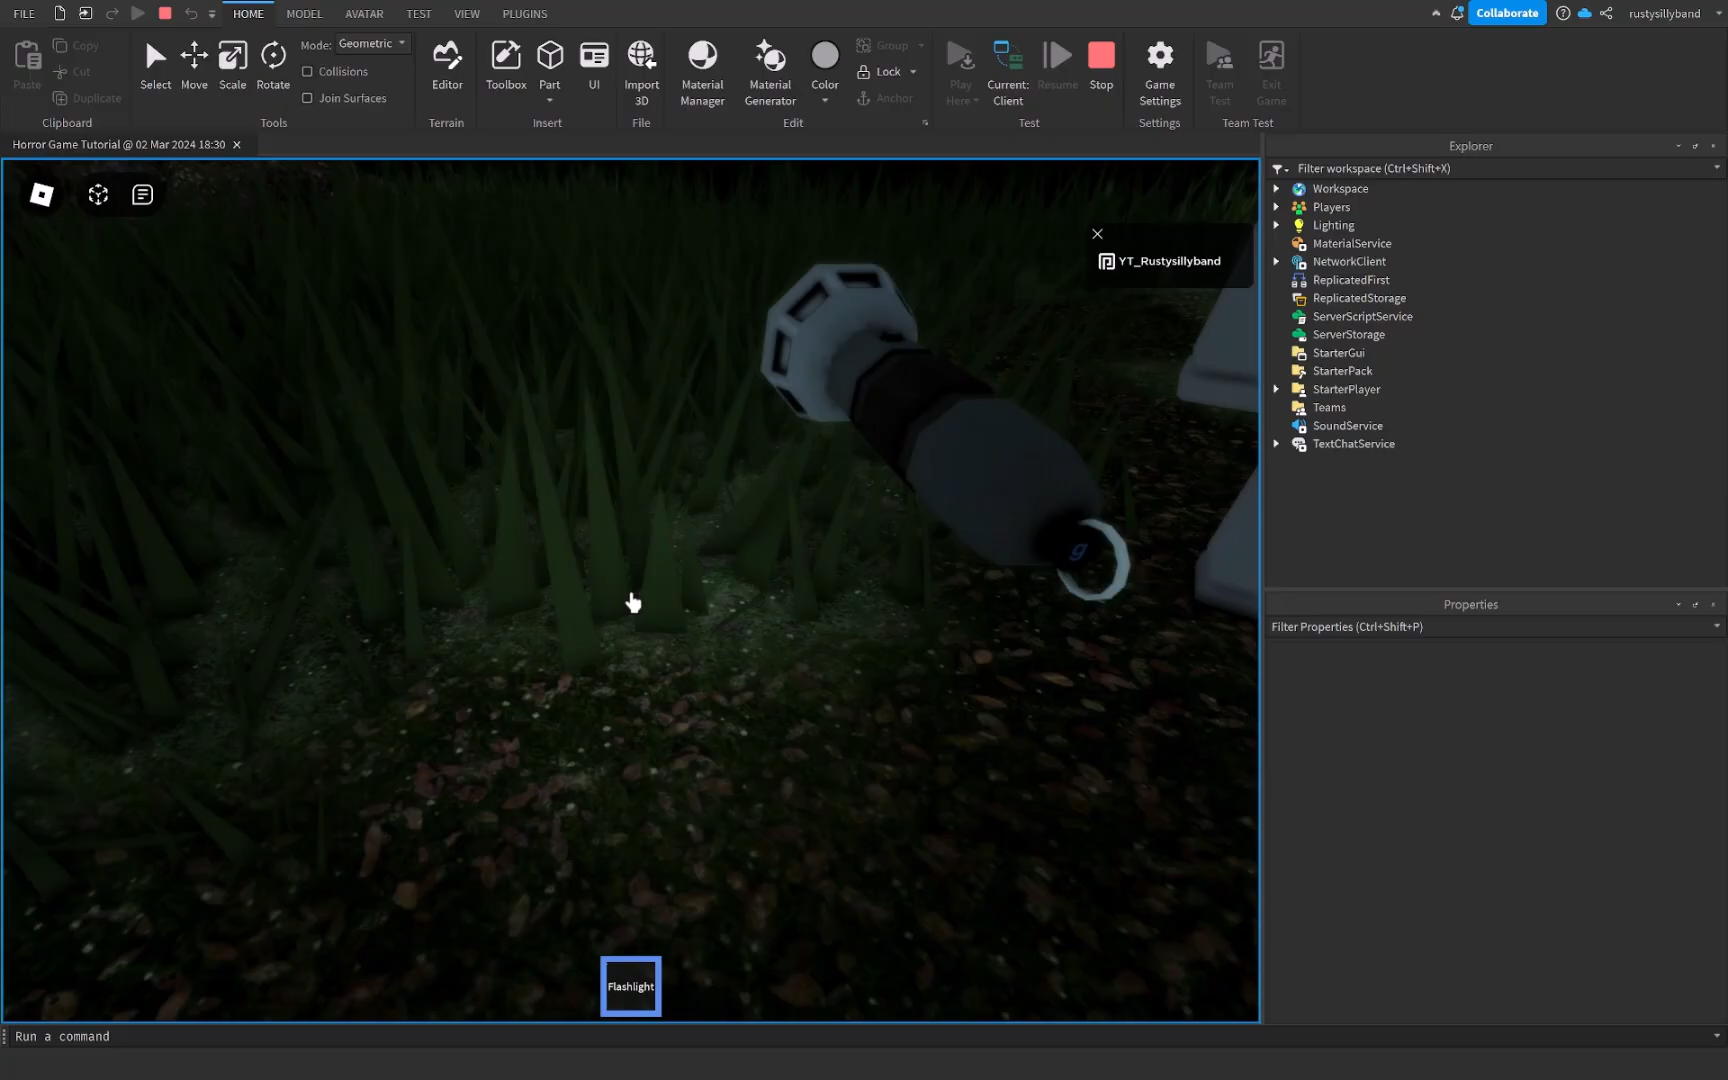 FILE HOME MODEL AVATAR TEST VIEW PLUGINS Collaborate rustysillyband
Paste Copy Cut Duplicate Clipboard
Select Move Scale Rotate Mode: Geometric Collisions Join Surfaces Tools
Editor Terrain
Toolbox Part UI Insert
Import 3D File
Material Manager Material Generator Color Group Lock Anchor Edit
Play Here Current: Client Resume Stop Test
Game Settings Settings
Team Test Exit Game Team Test
Horror Game Tutorial @ 02 Mar 2024 18:30
YT_Rustysillyband
g
Flashlight
Explorer
Filter workspace (Ctrl+Shift+X)
Workspace
Players
Lighting
MaterialService
NetworkClient
ReplicatedFirst
ReplicatedStorage
ServerScriptService
ServerStorage
StarterGui
StarterPack
StarterPlayer
Teams
SoundService
TextChatService
Properties
Filter Properties (Ctrl+Shift+P)
Run a command